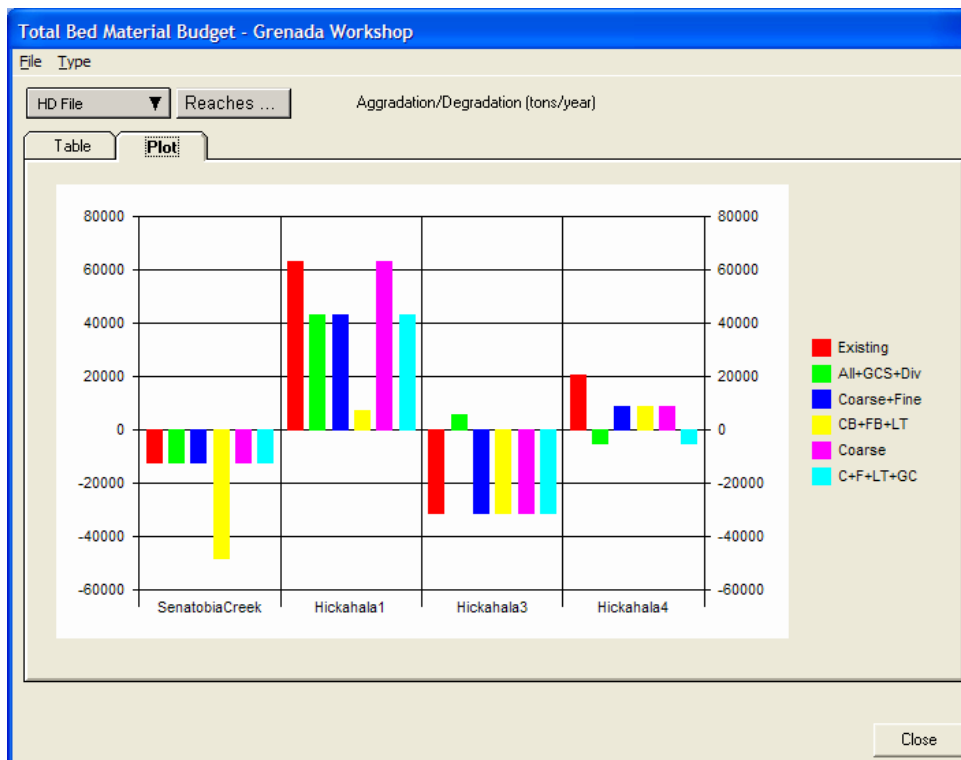 Total Bed Material Budget - Grenada Workshop
File Type
HD File Reaches ... Aggradation/Degradation (tons/year)
Table Plot
80000 80000
60000 60000
40000 40000
20000 20000
0 0
-20000 -20000
-40000 -40000
-60000 -60000
SenatobiaCreek Hickahala1 Hickahala3 Hickahala4
Existing
All+GCS+Div
Coarse+Fine
CB+FB+LT
Coarse
C+F+LT+GC
Close